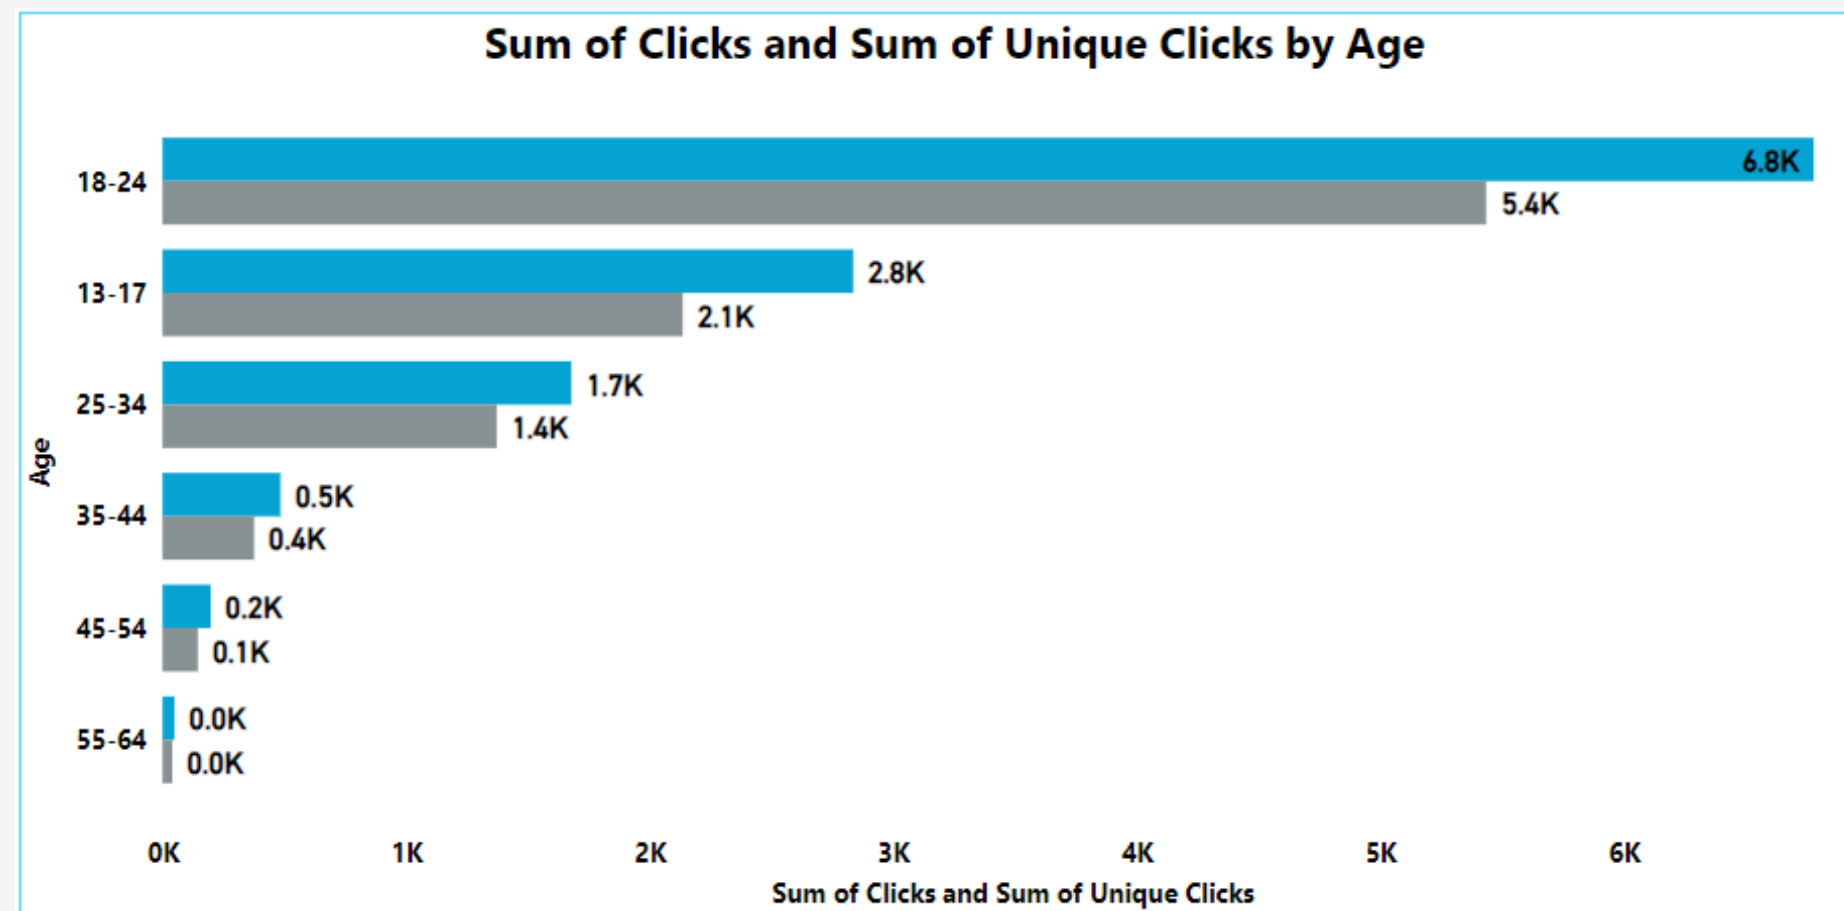 Sum of Clicks and Sum of Unique Clicks by Age
18-24
6.8K
5.4K
13-17
2.8K
2.1K
25-34
1.7K
1.4K
Age
35-44
0.5K
0.4K
45-54
0.2K
0.1K
55-64
0.0K
0.0K
0K 1K 2K 3K 4K 5K 6K
Sum of Clicks and Sum of Unique Clicks